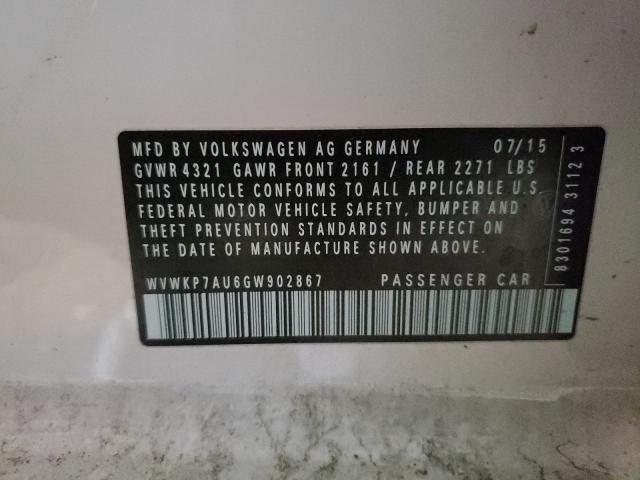 MFD BY VOLKSWAGEN AG GERMANY 07/15
GVWR 4321 GAWR FRONT 2161 / REAR 2271 LBS
THIS VEHICLE CONFORMS TO ALL APPLICABLE U.S.
FEDERAL MOTOR VEHICLE SAFETY, BUMPER AND
THEFT PREVENTION STANDARDS IN EFFECT ON
THE DATE OF MANUFACTURE SHOWN ABOVE.
WVWKP7AU6GW902867 PASSENGER CAR
8301694 3112 3